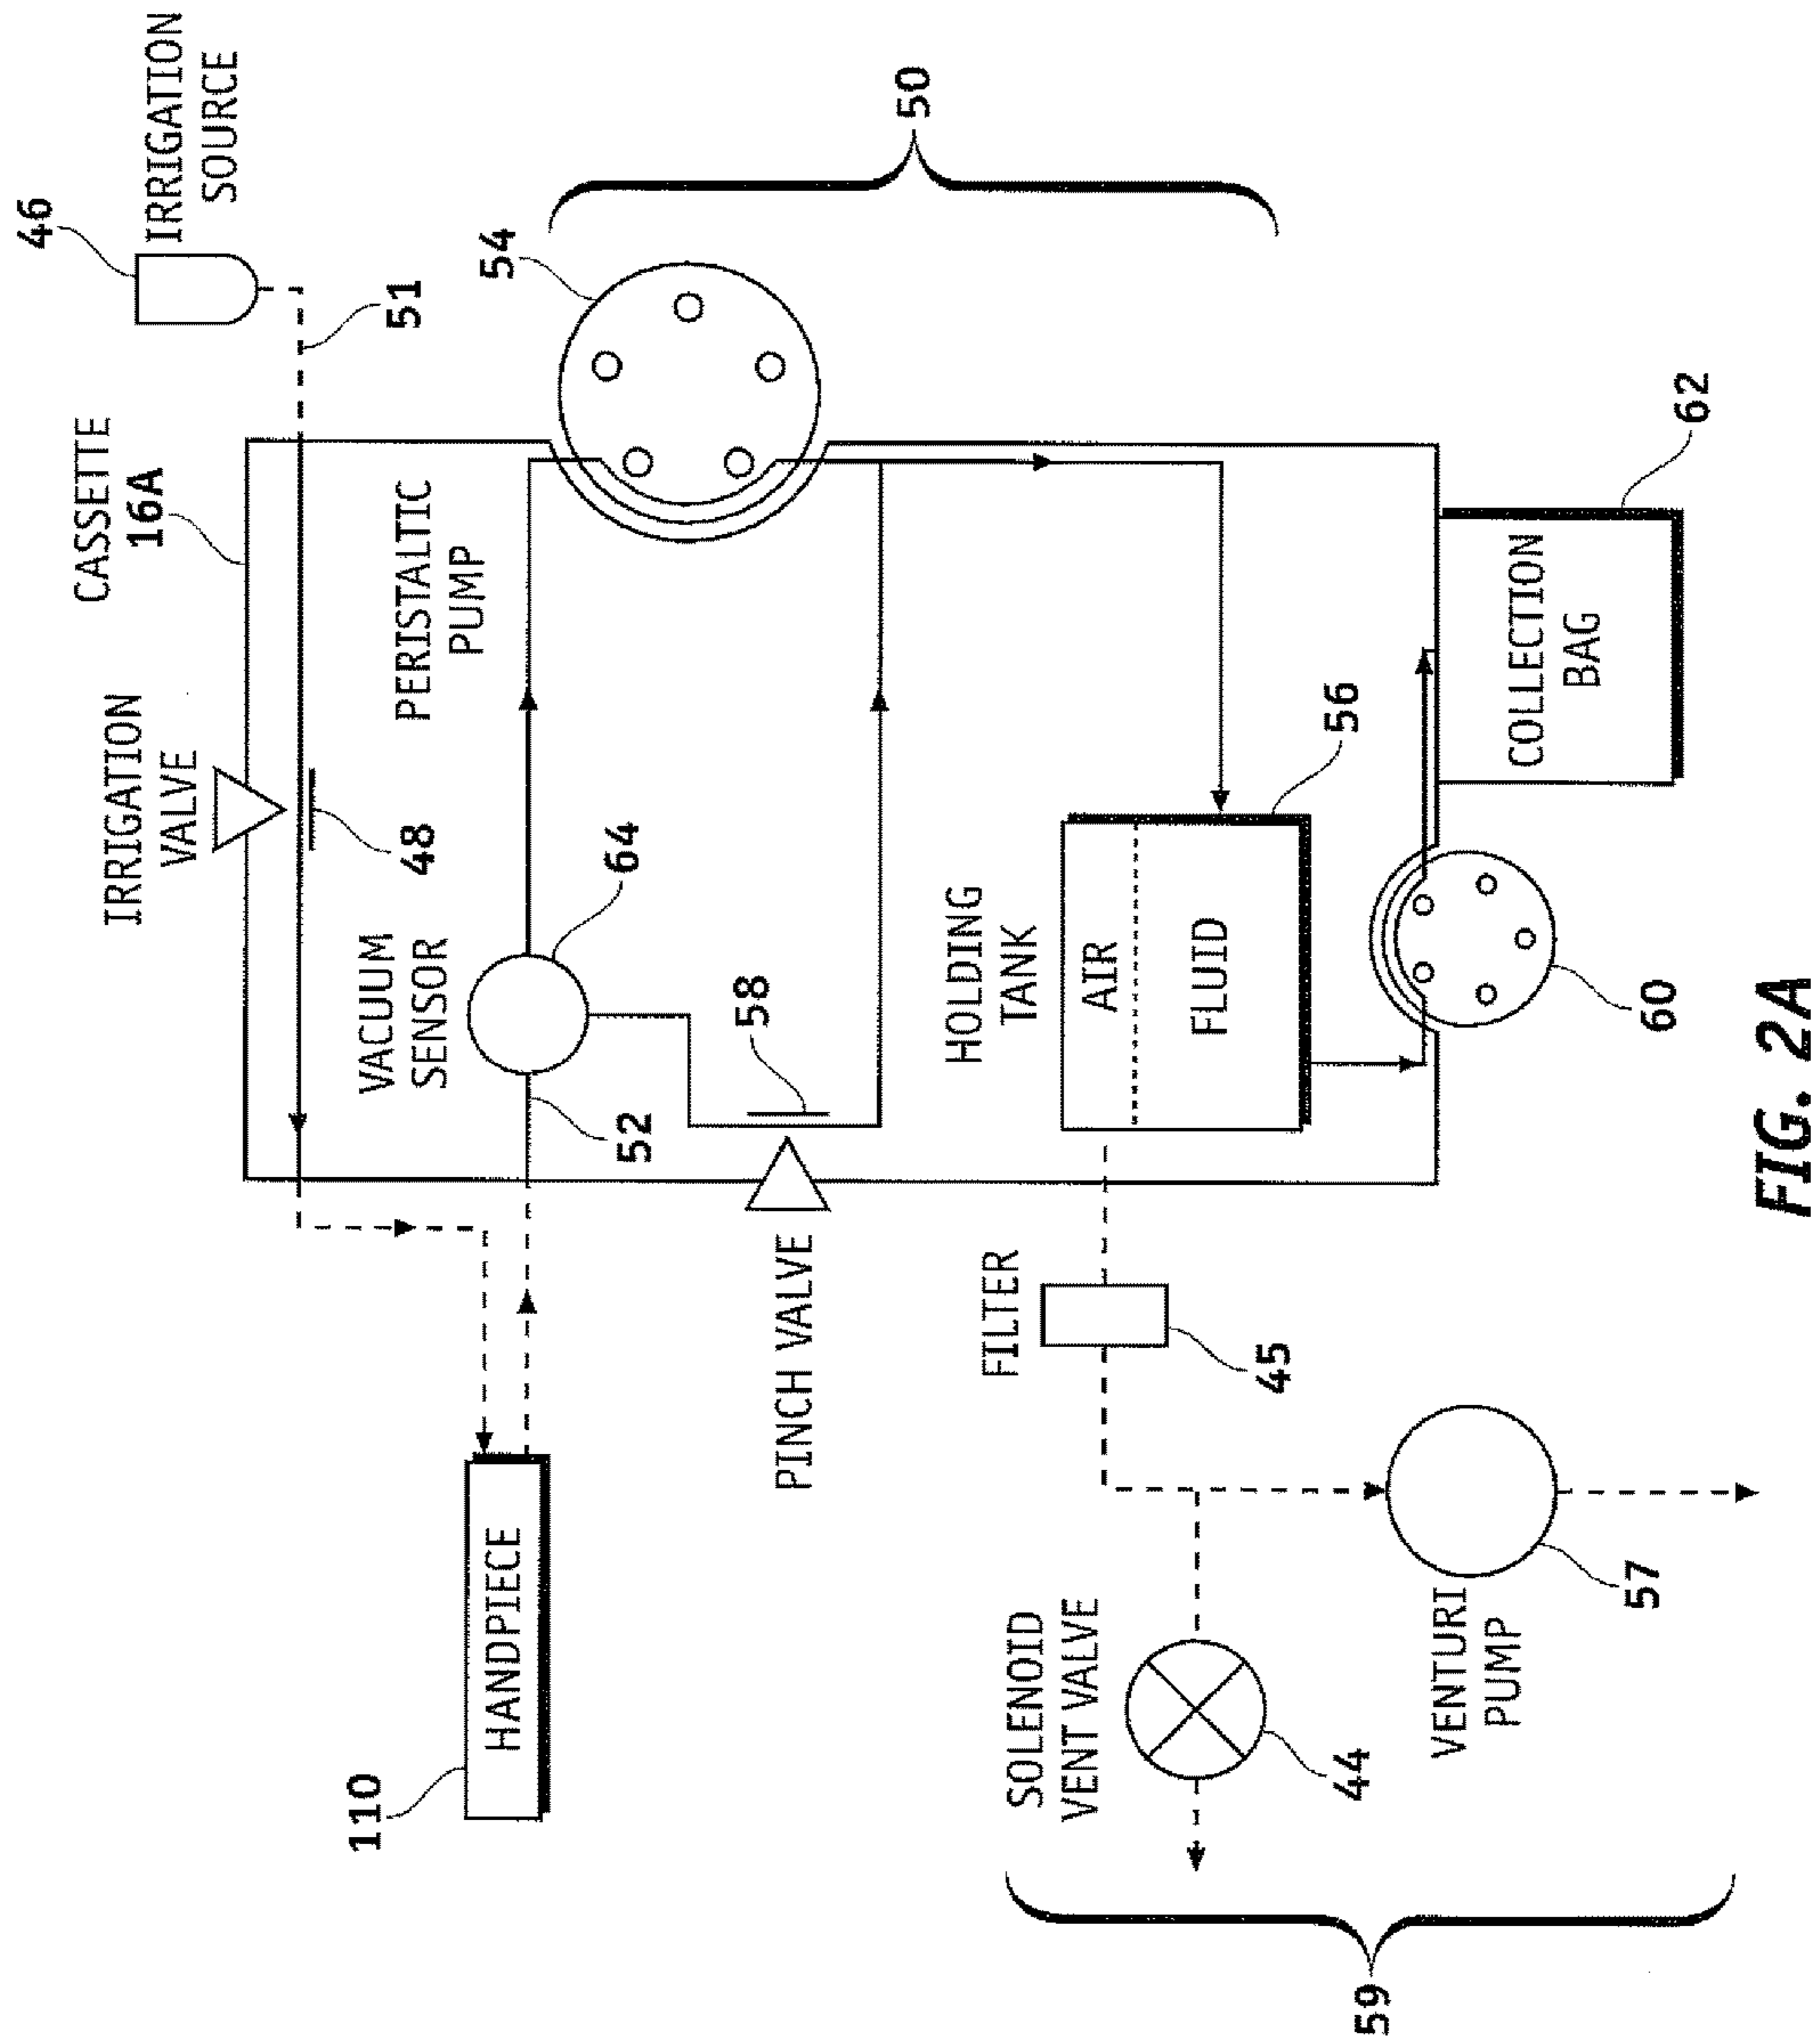 110
HANDPIECE
59
SOLENOID
VENT VALVE
44
VENTURI
PUMP
57
FILTER
45
PINCH VALVE
58
IRRIGATION
VALVE
48
VACUUM
SENSOR
64
52
CASSETTE
16A
PERISTALTIC
PUMP
46
IRRIGATION
SOURCE
51
54
50
HOLDING
TANK
AIR
FLUID
56
60
COLLECTION
BAG
62
FIG. 2A